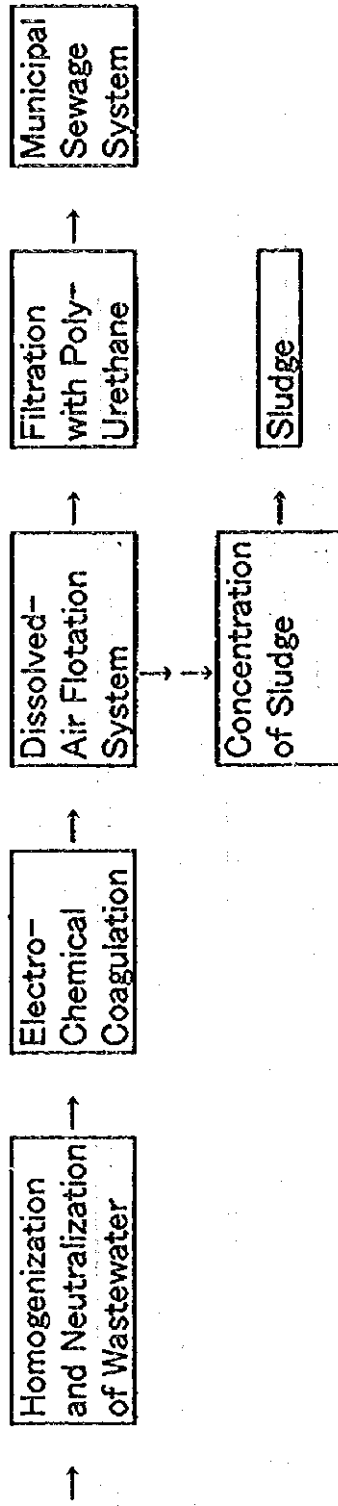 Homogenization
and Neutralization
of Wastewater
Electro-
Chemical
Coagulation
Dissolved-
Air Flotation
System
Filtration
with Poly-
Urethane
Municipal
Sewage
System
Concentration
of Sludge
Sludge